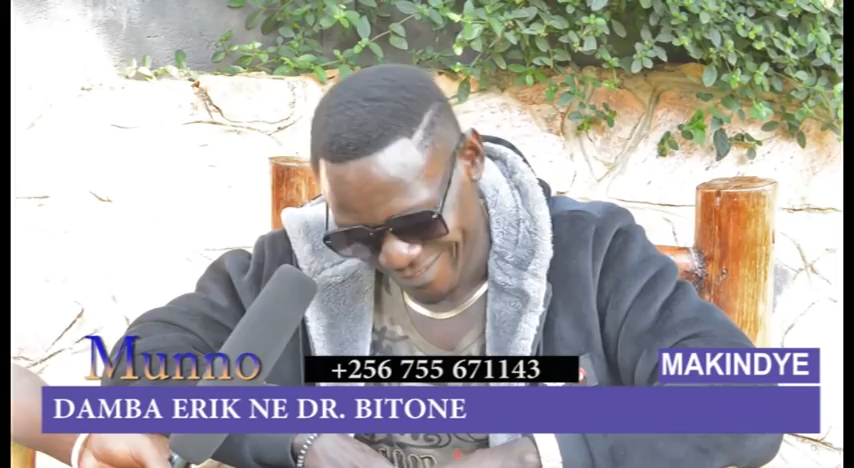 Munno
+256 755 671143
MAKINDYE
DAMBA ERIK NE DR. BITONE